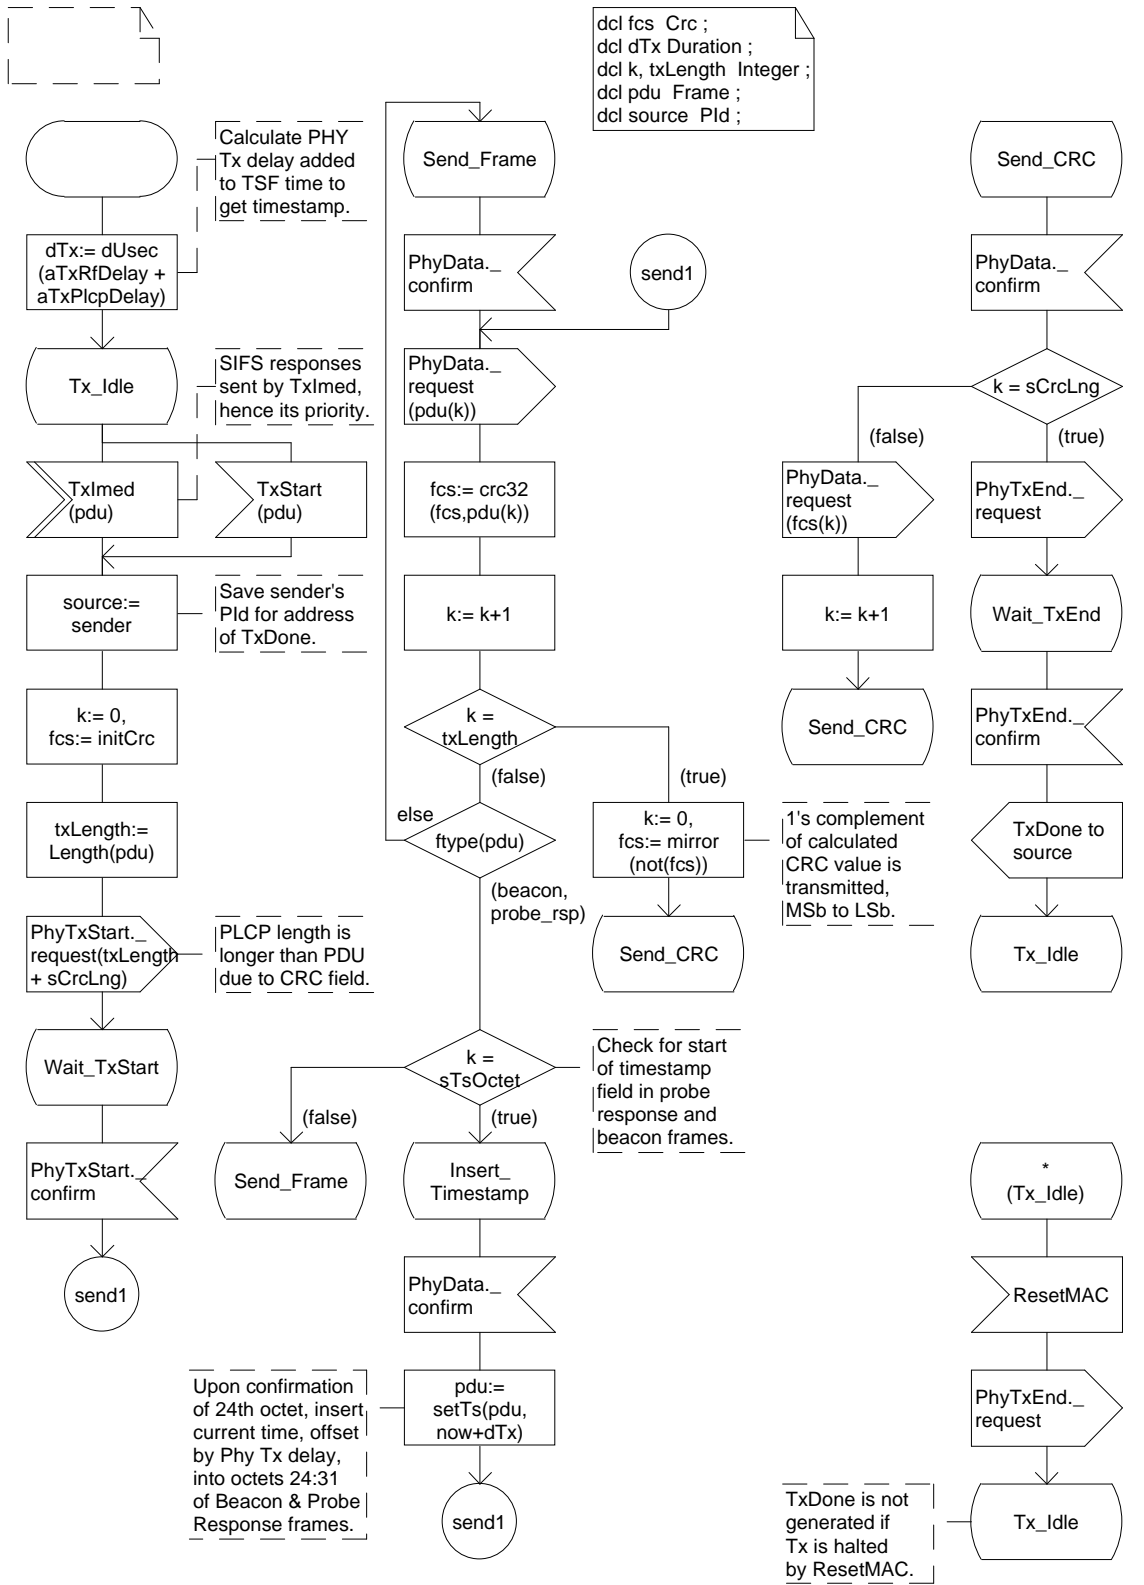 dcl fcs Crc ;
dcl dTx Duration ;
dcl k, txLength Integer ;
dcl pdu Frame ;
dcl source PId ;
Calculate PHY
Tx delay added
to TSF time to
get timestamp.
dTx:= dUsec
(aTxRfDelay +
aTxPlcpDelay)
Tx_Idle
SIFS responses
sent by TxImed,
hence its priority.
TxImed
(pdu)
TxStart
(pdu)
source:=
sender
Save sender's
PId for address
of TxDone.
k:= 0,
fcs:= initCrc
txLength:=
Length(pdu)
PhyTxStart._
request(txLength
+ sCrcLng)
PLCP length is
longer than PDU
due to CRC field.
Wait_TxStart
PhyTxStart._
confirm
send1
Send_Frame
PhyData._
confirm
send1
PhyData._
request
(pdu(k))
fcs:= crc32
(fcs,pdu(k))
k:= k+1
k =
txLength
(false)
(true)
else
ftype(pdu)
(beacon,
probe_rsp)
k:= 0,
fcs:= mirror
(not(fcs))
1's complement
of calculated
CRC value is
transmitted,
MSb to LSb.
Send_CRC
k =
sTsOctet
Check for start
of timestamp
field in probe
response and
beacon frames.
(false)
(true)
Send_Frame
Insert_
Timestamp
PhyData._
confirm
pdu:=
setTs(pdu,
now+dTx)
Upon confirmation
of 24th octet, insert
current time, offset
by Phy Tx delay,
into octets 24:31
of Beacon & Probe
Response frames.
send1
Send_CRC
PhyData._
confirm
k = sCrcLng
(false)
(true)
PhyData._
request
(fcs(k))
k:= k+1
Send_CRC
PhyTxEnd._
request
Wait_TxEnd
PhyTxEnd._
confirm
TxDone to
source
Tx_Idle
*
(Tx_Idle)
ResetMAC
PhyTxEnd._
request
Tx_Idle
TxDone is not
generated if
Tx is halted
by ResetMAC.